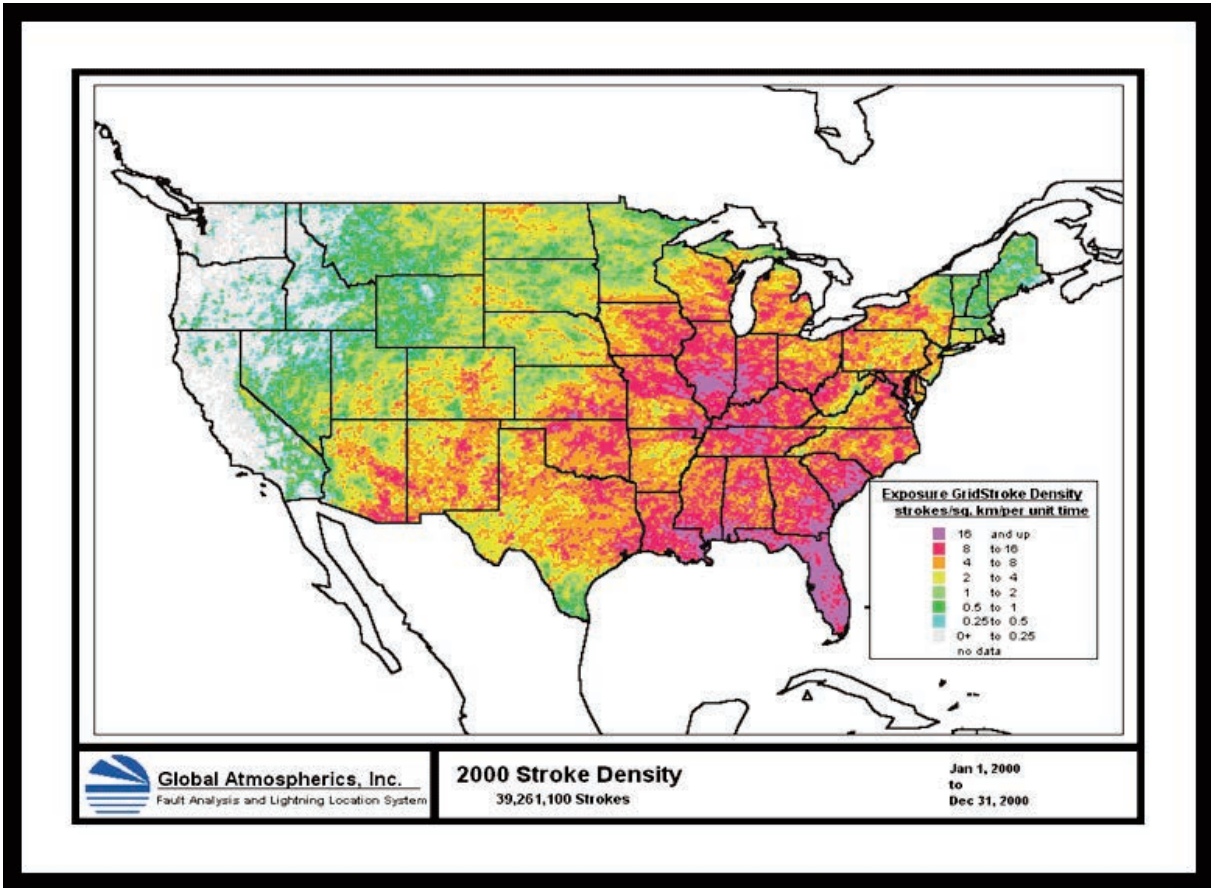 Exposure GridStroke Density
strokes/sq. km/per unit time
16 and up
8 to 16
4 to 8
2 to 4
1 to 2
0.5 to 1
0.25 to 0.5
0+ to 0.25
no data
Global Atmospherics, Inc.
Fault Analysis and Lightning Location System
2000 Stroke Density
39,261,100 Strokes
Jan 1, 2000
to
Dec 31, 2000